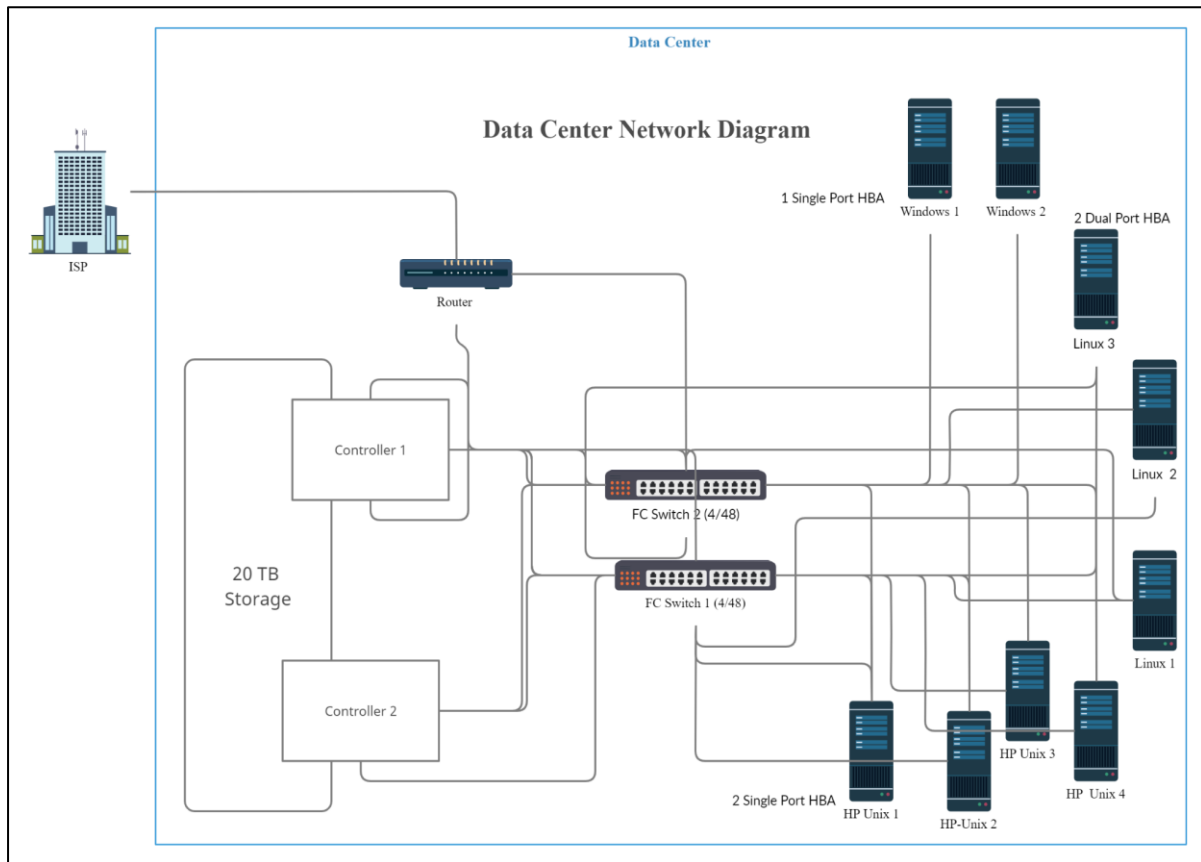 Data Center
Data Center Network Diagram
ISP
Router
1 Single Port HBA
Windows 1
Windows 2
2 Dual Port HBA
Linux 3
Controller 1
Linux 2
FC Switch 2 (4/48)
20 TB
Storage
FC Switch 1 (4/48)
Linux 1
Controller 2
HP Unix 3
HP Unix 4
2 Single Port HBA
HP Unix 1
HP-Unix 2